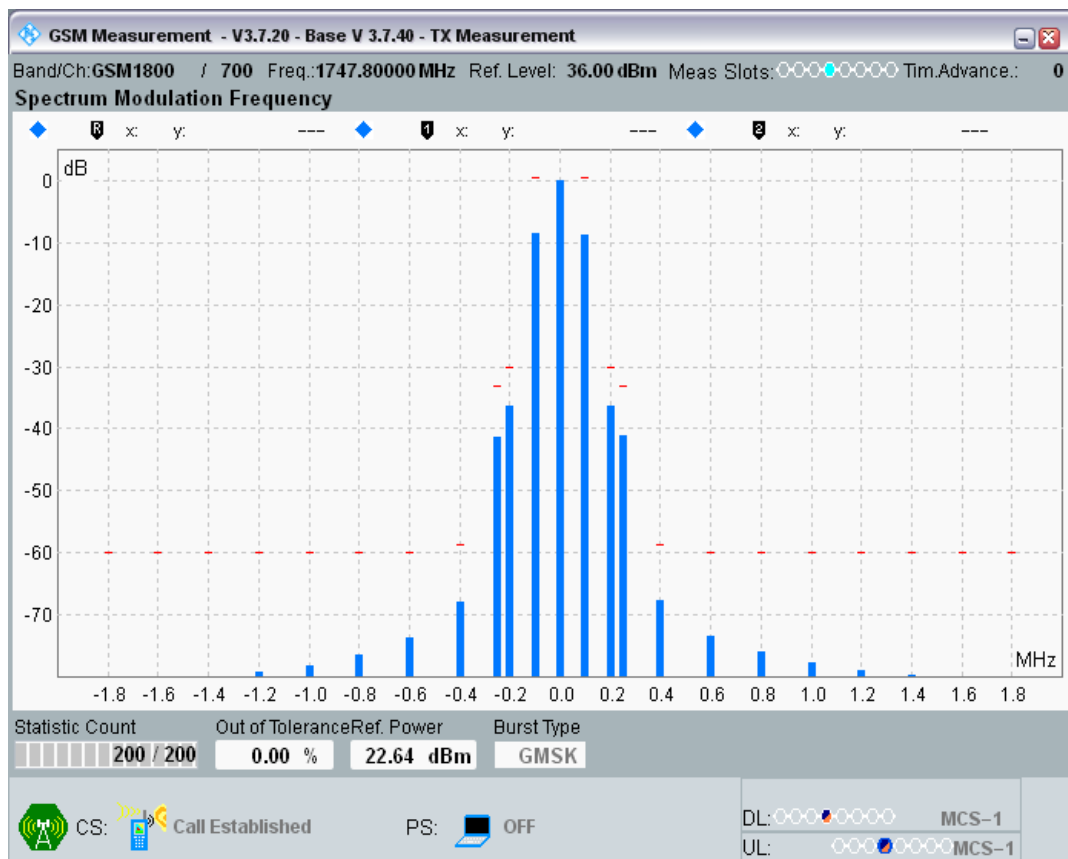 GSM Measurement - V3.7.20 - Base V 3.7.40 - TX Measurement
Band/Ch:GSM1800 / 700 Freq.:1747.80000 MHz Ref. Level: 36.00 dBm Meas Slots: Tim.Advance.: 0
Spectrum Modulation Frequency
R x: y: --- 1 x: y: --- 2 x: y: ---
dB
0
-10
-20
-30
-40
-50
-60
-70
MHz
-1.8 -1.6 -1.4 -1.2 -1.0 -0.8 -0.6 -0.4 -0.2 0.0 0.2 0.4 0.6 0.8 1.0 1.2 1.4 1.6 1.8
Statistic Count Out of Tolerance Ref. Power Burst Type
200 / 200 0.00 % 22.64 dBm GMSK
CS: Call Established PS: OFF
DL: MCS-1
UL: MCS-1